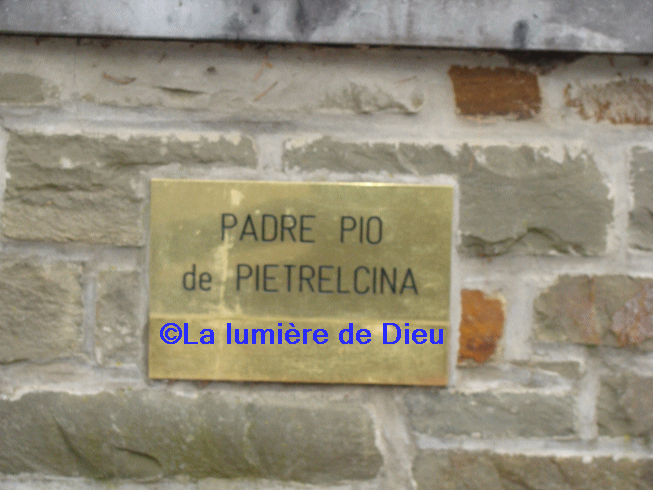 PADRE PIO
de PIETRELCINA
©La lumière de Dieu